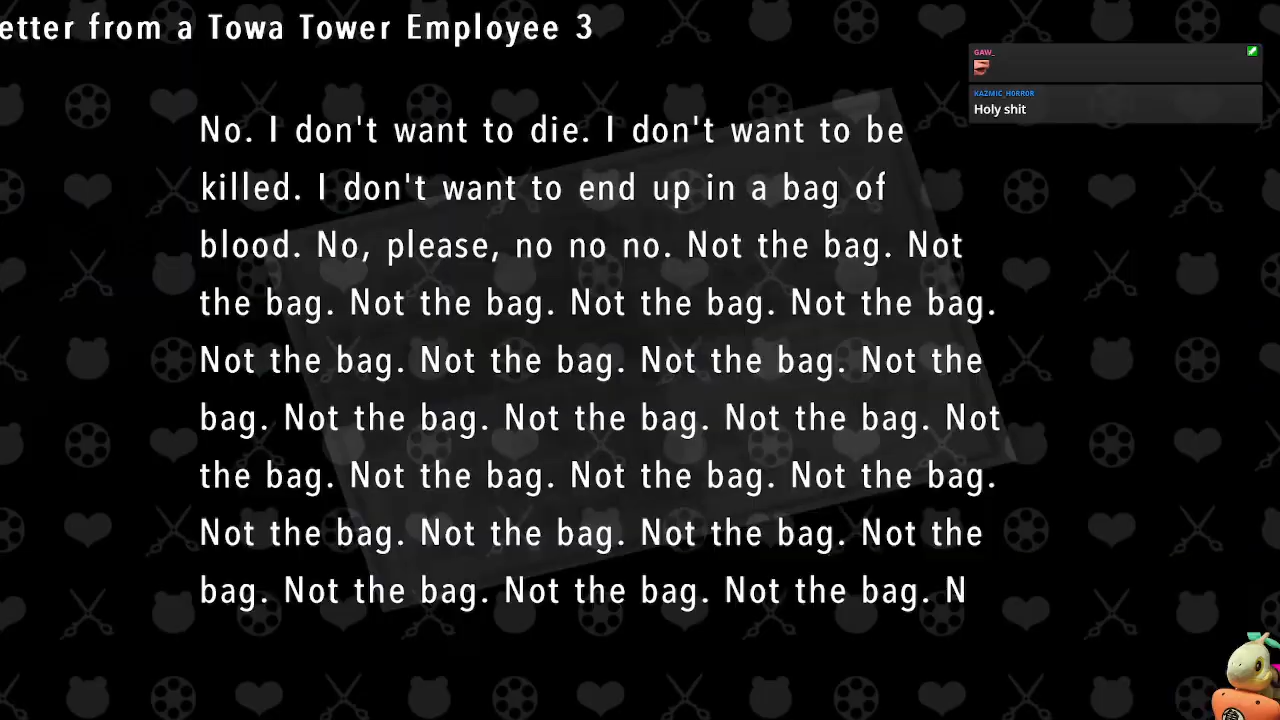 etter from a Towa Tower Employee 3
GAW_
KAZMIC_H0RROR
Holy shit
No. I don't want to die. I don't want to be
killed. I don't want to end up in a bag of
blood. No, please, no no no. Not the bag. Not
the bag. Not the bag. Not the bag. Not the bag.
Not the bag. Not the bag. Not the bag. Not the
bag. Not the bag. Not the bag. Not the bag. Not
the bag. Not the bag. Not the bag. Not the bag.
Not the bag. Not the bag. Not the bag. Not the
bag. Not the bag. Not the bag. Not the bag. N